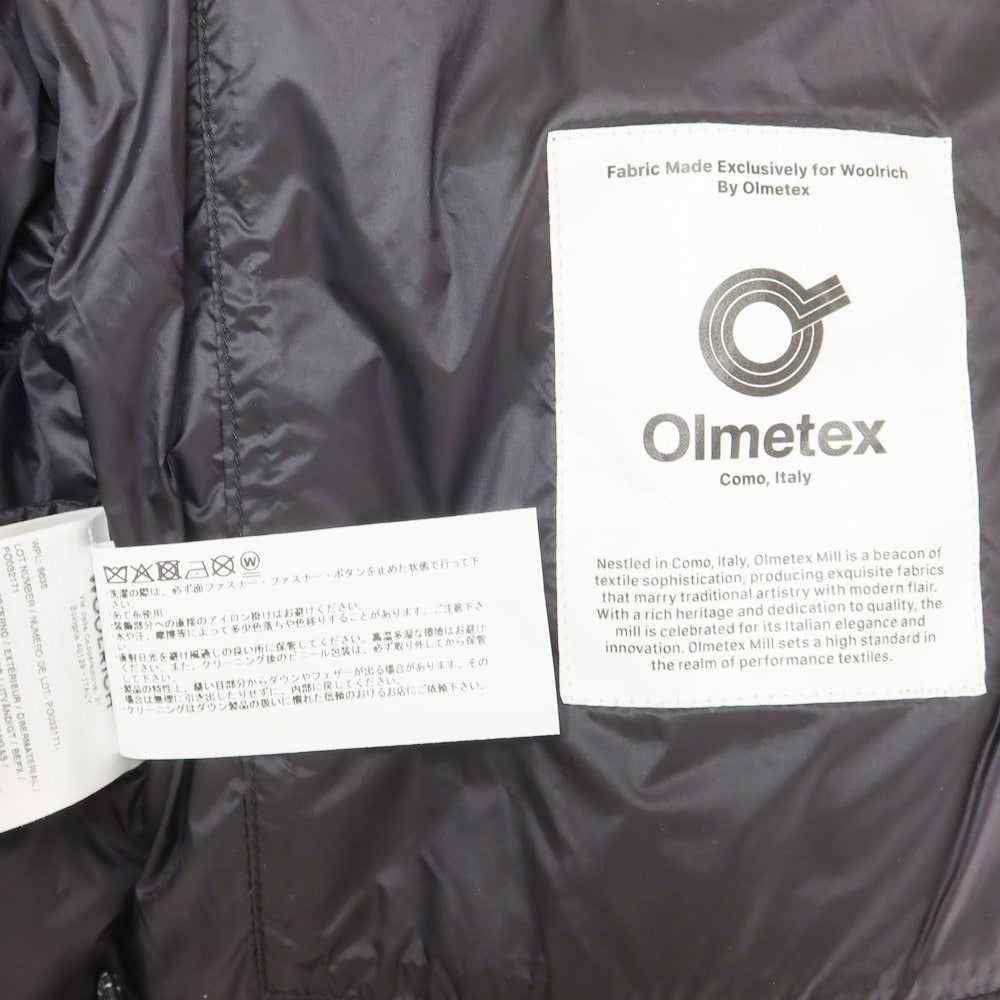 Fabric Made Exclusively for Woolrich
By Olmetex
Olmetex
Como, Italy
Nestled in Como, Italy, Olmetex Mill is a beacon of
textile sophistication, producing exquisite fabrics
that marry traditional artistry with modern flair.
With a rich heritage and dedication to quality, the
mill is celebrated for its Italian elegance and
innovation. Olmetex Mill sets a high standard in
the realm of performance textiles.
W
・洗濯の際は、必ず面ファスナー・ファスナー・ボタンを止めた状態で行って下
さい。
・あて布使用
・装飾部分への直接のアイロン掛けはお避けください。
・水や汗、摩擦等によって多少色落ちや色移りすることがあります。ご注意下
さい。
・直射日光を避け風通しの良い所に保管してください。高温多湿な環境はお避け
ください。また、クリーニング後のビニール包装は、必ず取り外してから保管
して下さい。
・製品の特性上、縫い目部分からダウンやフェザーが出る場合があります。その
場合は無理に引き出したりせずに、内部に戻してください。
・クリーニングはダウン製品の扱いに慣れた信頼のおけるお店にご依頼下さい。
WOOLRICH
LOT NUMBER / NUMERO DE LOT PO032171-
PO032171